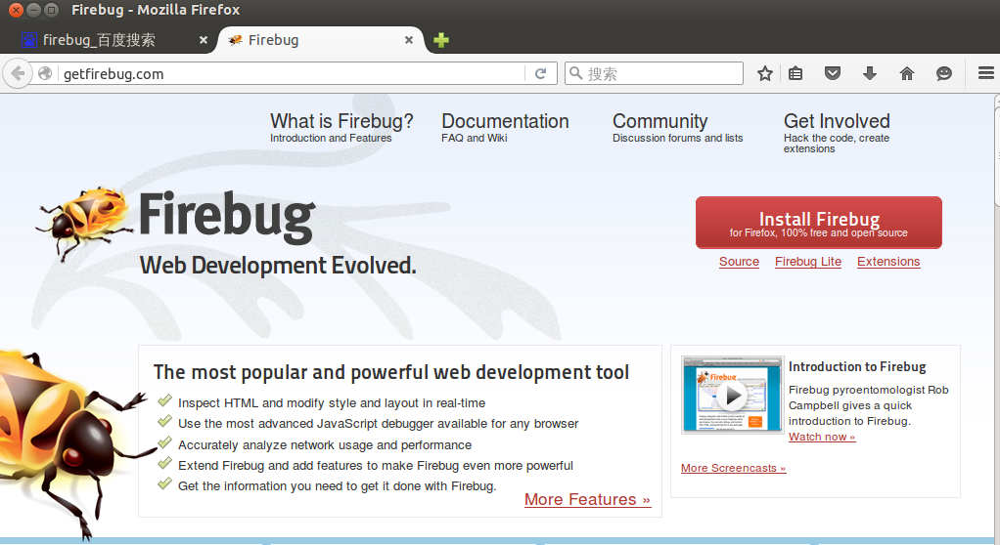 Firebug - Mozilla Firefox
firebug_百度搜索
Firebug
getfirebug.com
搜索
What is Firebug?
Introduction and Features
Documentation
FAQ and Wiki
Community
Discussion forums and lists
Get Involved
Hack the code, create
extensions
Firebug
Web Development Evolved.
Install Firebug
for Firefox, 100% free and open source
Source Firebug Lite Extensions
The most popular and powerful web development tool
Inspect HTML and modify style and layout in real-time
Use the most advanced JavaScript debugger available for any browser
Accurately analyze network usage and performance
Extend Firebug and add features to make Firebug even more powerful
Get the information you need to get it done with Firebug.
More Features »
Firebug
Introduction to Firebug
Firebug pyroentomologist Rob
Campbell gives a quick
introduction to Firebug.
Watch now »
More Screencasts »